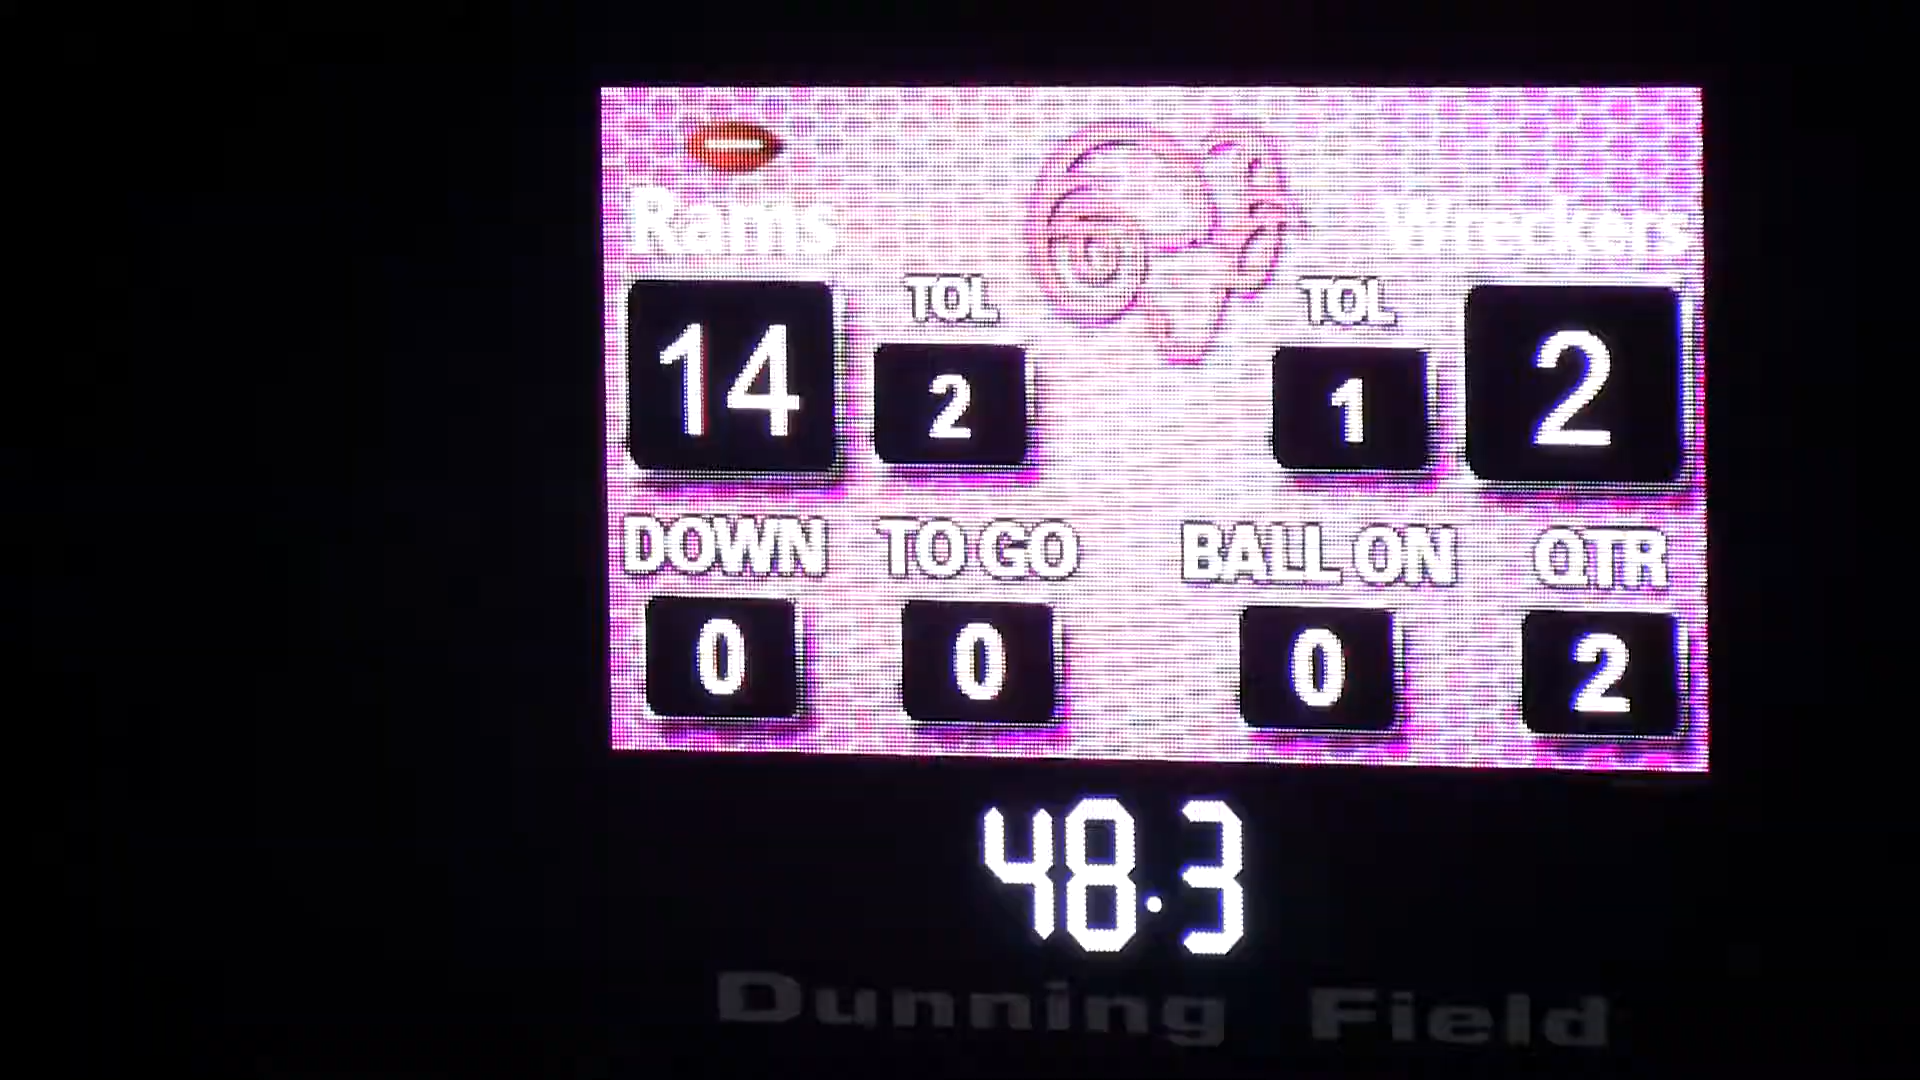 Rams Wreckers
TOL TOL
14 2 1 2
DOWN TO GO BALL ON QTR
0 0 0 2
48.3
Dunning Field